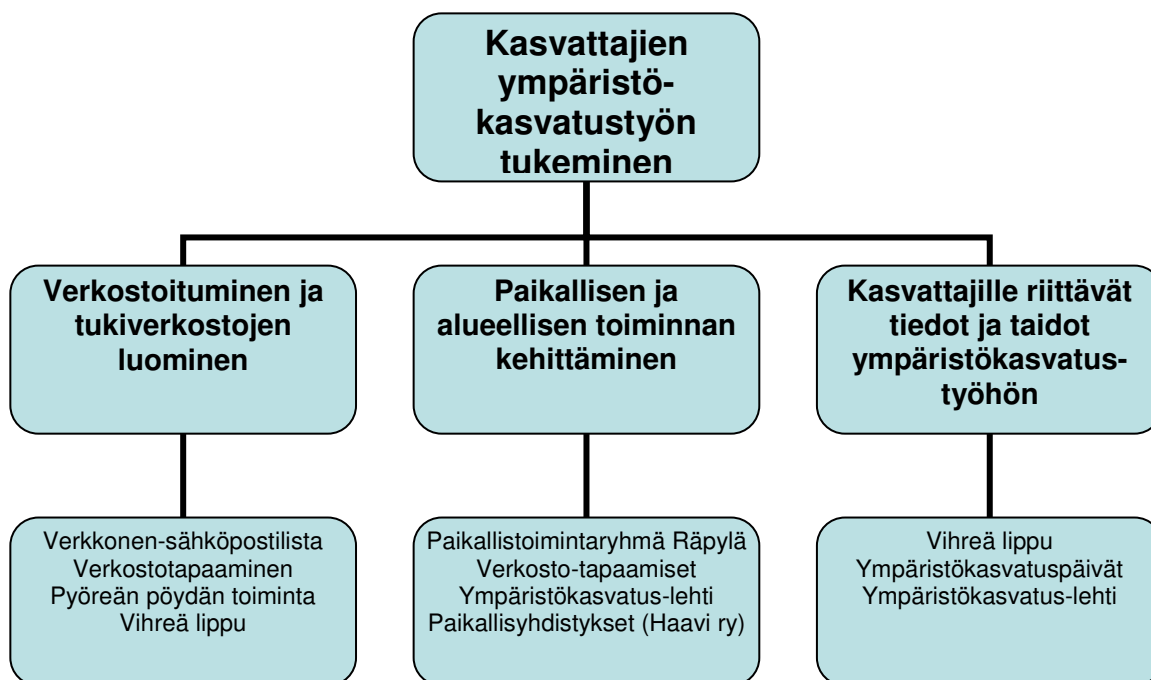 Kasvattajien
ympäristö-
kasvatustyön
tukeminen
Verkostoituminen ja
tukiverkostojen
luominen
Paikallisen ja
alueellisen toiminnan
kehittäminen
Kasvattajille riittävät
tiedot ja taidot
ympäristökasvatus-
työhön
Verkkonen-sähköpostilista
Verkostotapaaminen
Pyöreän pöydän toiminta
Vihreä lippu
Paikallistoimintaryhmä Räpylä
Verkosto-tapaamiset
Ympäristökasvatus-lehti
Paikallisyhdistykset (Haavi ry)
Vihreä lippu
Ympäristökasvatuspäivät
Ympäristökasvatus-lehti